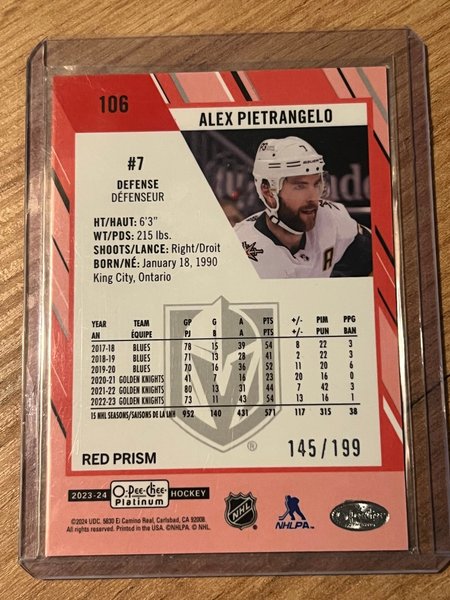 106
ALEX PIETRANGELO
#7
DEFENSE
DÉFENSEUR
HT/HAUT: 6'3"
WT/PDS: 215 lbs.
SHOOTS/LANCE: Right/Droit
BORN/NÉ: January 18, 1990
King City, Ontario
YEAR TEAM GP G A PTS +/- PIM PPG
AN ÉQUIPE PJ B A PTS +/- PUN BAN
2017-18 BLUES 78 15 39 54 8 22 3
2018-19 BLUES 71 13 28 41 2 22 3
2019-20 BLUES 70 16 36 52 11 20 6
2020-21 GOLDEN KNIGHTS 41 7 16 23 20 16 0
2021-22 GOLDEN KNIGHTS 80 13 31 44 7 42 3
2022-23 GOLDEN KNIGHTS 73 11 43 54 13 16 1
15 NHL SEASONS/SAISONS DE LA LNH 952 140 431 571 117 315 38
®
RED PRISM
145/199
2023-24 O-Pee-Chee Platinum HOCKEY
©2024 UDC. 5830 El Camino Real, Carlsbad, CA 92008.
All rights reserved. Printed in the USA. ©NHLPA. © NHL.
NHL
NHLPA